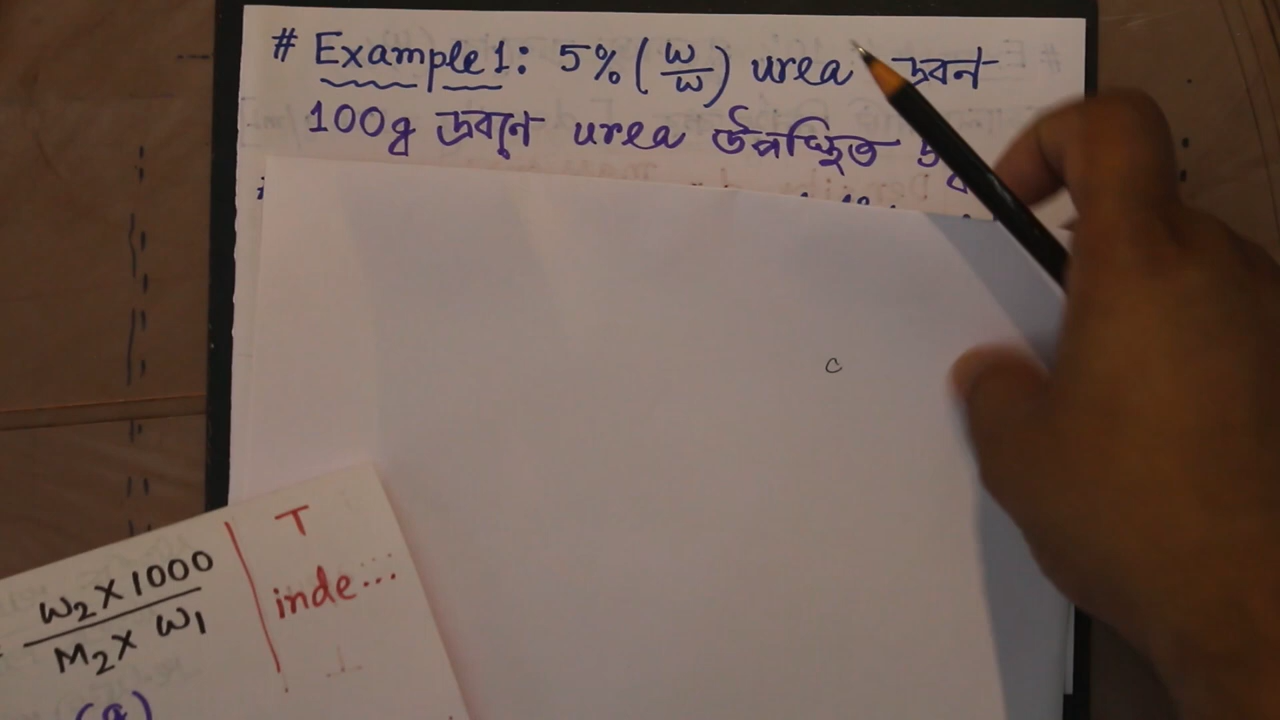 # Example 1: 5% (w/w) urea দ্রবণ
100g দ্রবণে urea উপস্থিত
c
w₂ x 1000
M₂ x w₁
T
inde...
(a)